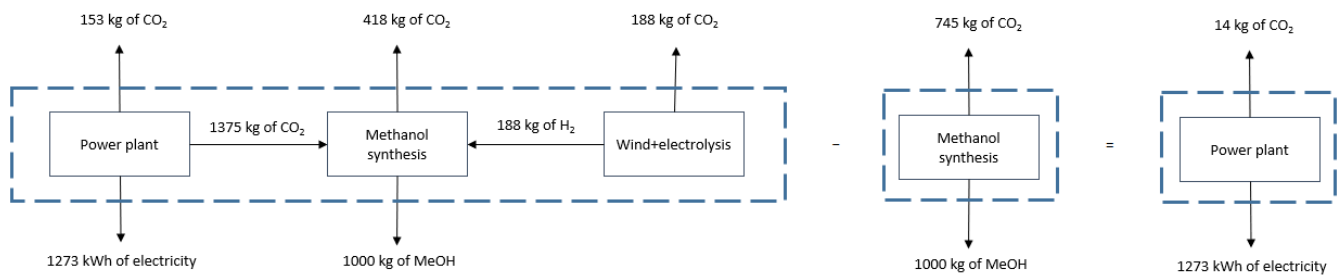 153 kg of CO₂
418 kg of CO₂
188 kg of CO₂
745 kg of CO₂
14 kg of CO₂
Power plant
1375 kg of CO₂
Methanol
synthesis
188 kg of H₂
Wind+electrolysis
–
Methanol
synthesis
=
Power plant
1273 kWh of electricity
1000 kg of MeOH
1000 kg of MeOH
1273 kWh of electricity